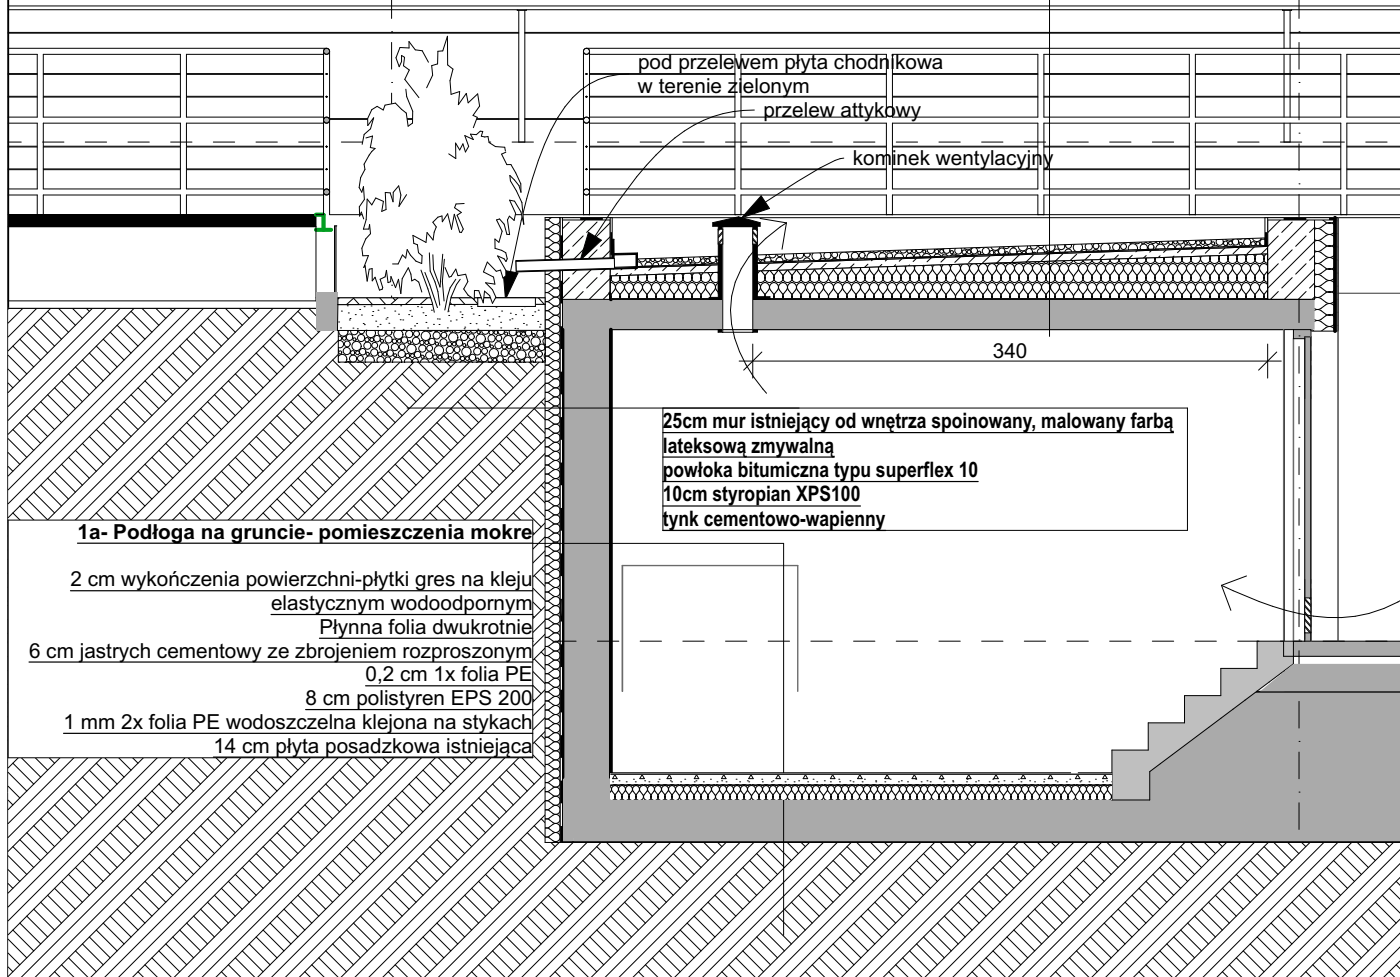 pod przelewem płyta chodnikowa
w terenie zielonym
przelew attykowy
kominek wentylacyjny
340
25cm mur istniejący od wnętrza spoinowany, malowany farbą
lateksową zmywalną
powłoka bitumiczna typu superflex 10
10cm styropian XPS100
tynk cementowo-wapienny
1a- Podłoga na gruncie- pomieszczenia mokre
2 cm wykończenia powierzchni-płytki gres na kleju
elastycznym wodoodpornym
Płynna folia dwukrotnie
6 cm jastrych cementowy ze zbrojeniem rozproszonym
0,2 cm 1x folia PE
8 cm polistyren EPS 200
1 mm 2x folia PE wodoszczelna klejona na stykach
14 cm płyta posadzkowa istniejąca